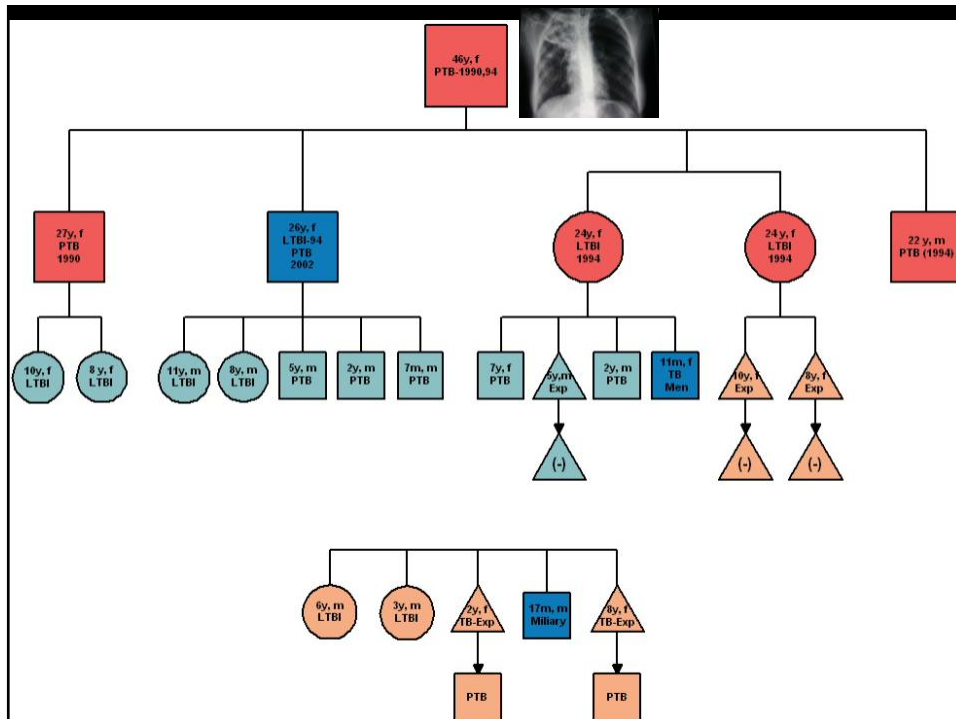 46y, f
PTB-1990,94
27y, f
PTB
1990
26y, f
LTBI-94
PTB
2002
24y, f
LTBI
1994
24 y, f
LTBI
1994
22 y, m
PTB (1994)
10y, f
LTBI
8 y, f
LTBI
11y, m
LTBI
8y, m
LTBI
5y, m
PTB
2y, m
PTB
7m, m
PTB
7y, f
PTB
5y,m
Exp
2y, m
PTB
11m, f
TB
Men
10y, f
Exp
8y, f
Exp
(-)
(-)
(-)
6y, m
LTBI
3y, m
LTBI
2y, f
TB-Exp
17m, m
Miliary
8y, f
TB-Exp
PTB
PTB